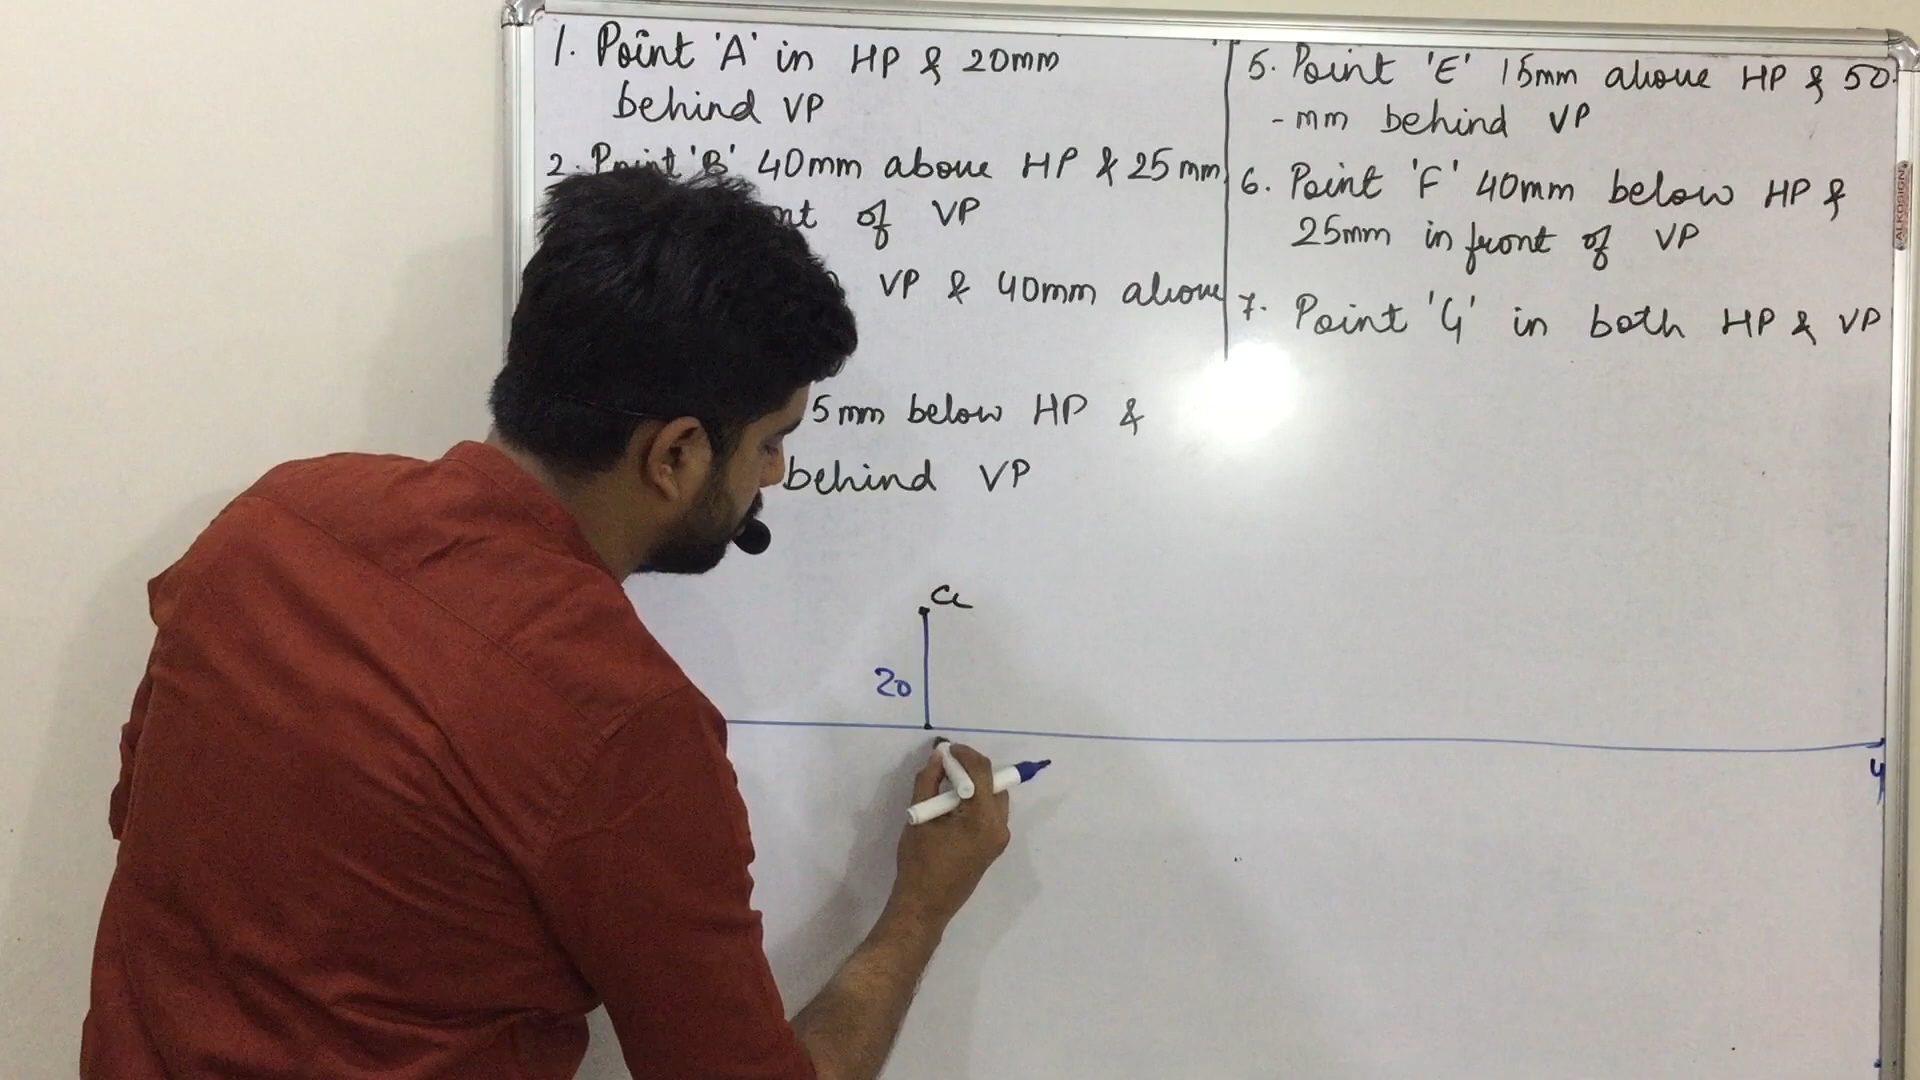 1. Point 'A' in HP & 20mm
behind VP
2. Point 'B' 40mm above HP & 25mm
of VP
VP & 40mm above
5mm below HP &
behind VP
5. Point 'E' 15mm above HP & 50
-mm behind VP
6. Point 'F' 40mm below HP &
25mm in front of VP
7. Point 'G' in both HP & VP
a
20
y
ALKOSIGN